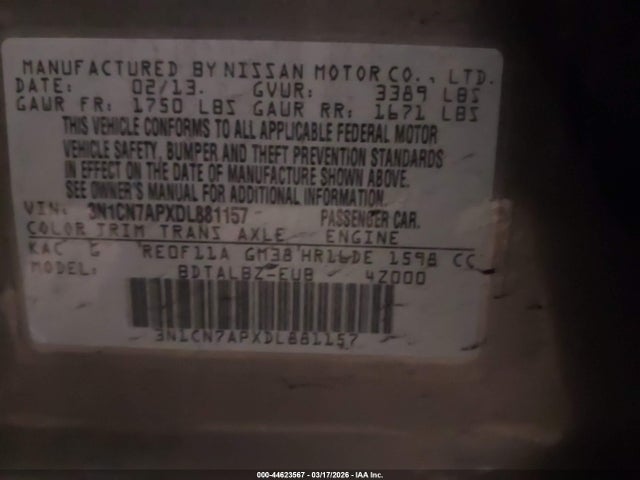 MANUFACTURED BY NISSAN MOTOR CO., LTD.
DATE: 02/13. GVWR: 3389 LBS
GAWR FR: 1750 LBS GAWR RR: 1671 LBS
THIS VEHICLE CONFORMS TO ALL APPLICABLE FEDERAL MOTOR
VEHICLE SAFETY, BUMPER AND THEFT PREVENTION STANDARDS
IN EFFECT ON THE DATE OF MANUFACTURE SHOWN ABOVE.
SEE OWNER'S MANUAL FOR ADDITIONAL INFORMATION.
VIN: 3N1CN7APXDL881157 PASSENGER CAR.
COLOR TRIM TRANS AXLE ENGINE
KAC G RE0F11A GM38 HR16DE 1598 CC
MODEL: BDTALBZ-EUB 4Z000
3N1CN7APXDL881157
000-44623567 - 03/17/2026 - IAA Inc.